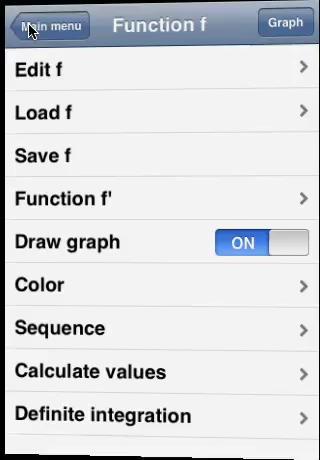 Main menu
Function f
Graph
Edit f
Load f
Save f
Function f'
Draw graph
ON
Color
Sequence
Calculate values
Definite integration